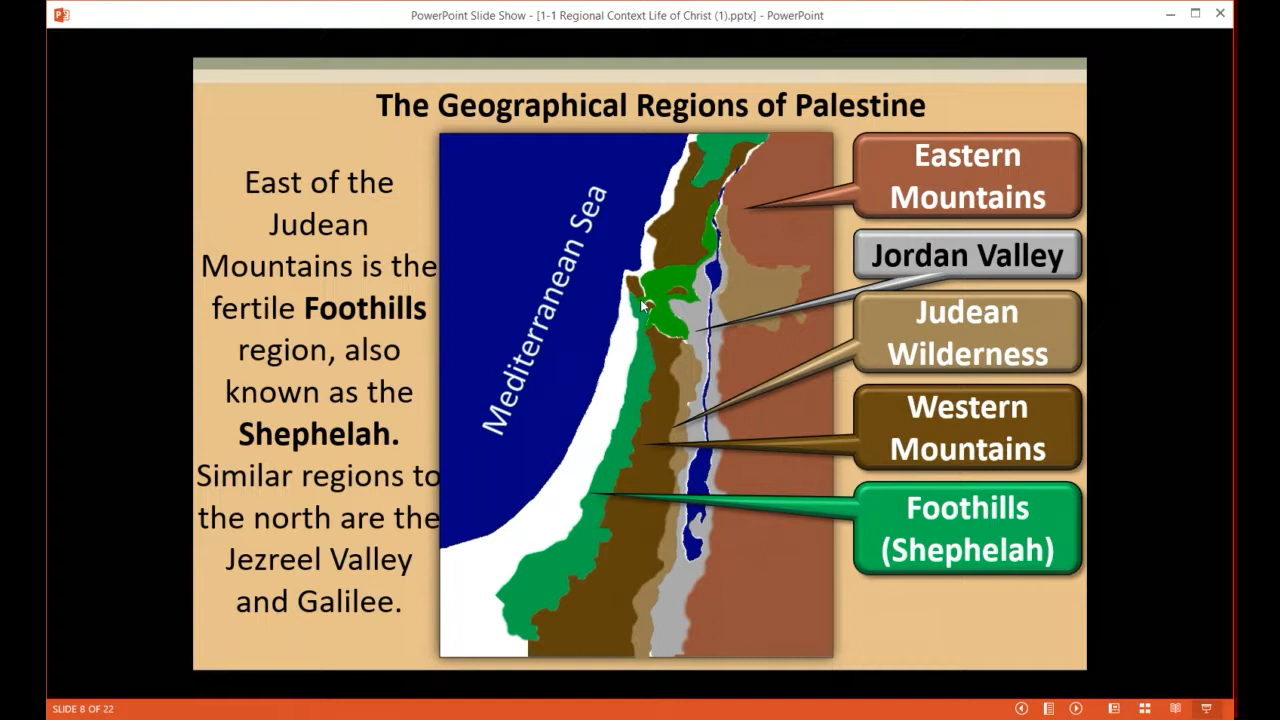 PowerPoint Slide Show - [1-1 Regional Context Life of Christ (1).pptx] - PowerPoint
The Geographical Regions of Palestine
East of the
Judean
Mountains is the
fertile Foothills
region, also
known as the
Shephelah.
Similar regions to
the north are the
Jezreel Valley
and Galilee.
Mediterranean Sea
Eastern
Mountains
Jordan Valley
Judean
Wilderness
Western
Mountains
Foothills
(Shephelah)
SLIDE 8 OF 22